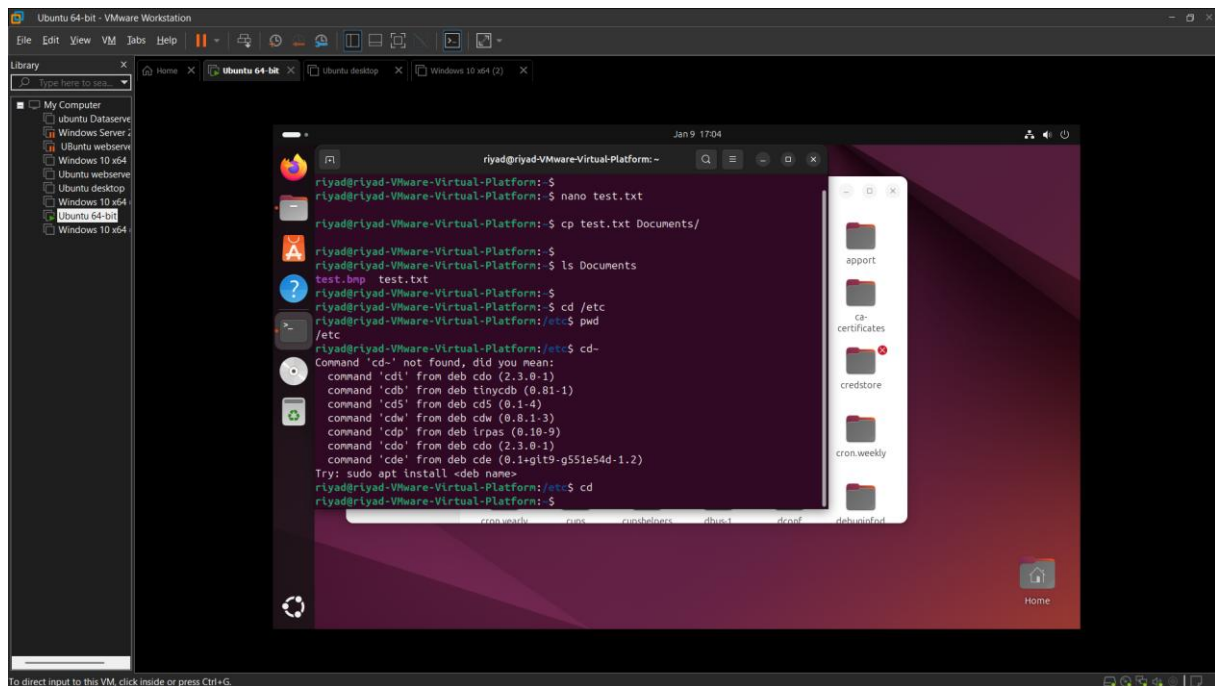 Ubuntu 64-bit - VMware Workstation
File Edit View VM Tabs Help
Library
Type here to sea...
Home
Ubuntu 64-bit
Ubuntu desktop
Windows 10 x64 (2)
My Computer
ubuntu Dataserve
Windows Server 2
UBuntu webserve
Windows 10 x64
Ubuntu webserve
Ubuntu desktop
Windows 10 x64
Ubuntu 64-bit
Windows 10 x64
Jan 9 17:04
riyad@riyad-VMware-Virtual-Platform: ~
riyad@riyad-VMware-Virtual-Platform:~$
riyad@riyad-VMware-Virtual-Platform:~$ nano test.txt
riyad@riyad-VMware-Virtual-Platform:~$ cp test.txt Documents/
riyad@riyad-VMware-Virtual-Platform:~$
riyad@riyad-VMware-Virtual-Platform:~$ ls Documents
test.bmp test.txt
riyad@riyad-VMware-Virtual-Platform:~$
riyad@riyad-VMware-Virtual-Platform:~$ cd /etc
riyad@riyad-VMware-Virtual-Platform:/etc$ pwd
/etc
riyad@riyad-VMware-Virtual-Platform:/etc$ cd~
Command 'cd~' not found, did you mean:
command 'cdi' from deb cdo (2.3.0-1)
command 'cdb' from deb tinycdb (0.81-1)
command 'cd5' from deb cd5 (0.1-4)
command 'cdw' from deb cdw (0.8.1-3)
command 'cdp' from deb irpas (0.10-9)
command 'cdo' from deb cdo (2.3.0-1)
command 'cde' from deb cde (0.1+git9-g551e54d-1.2)
Try: sudo apt install <deb name>
riyad@riyad-VMware-Virtual-Platform:/etc$ cd
riyad@riyad-VMware-Virtual-Platform:~$
apport
ca-
certificates
credstore
cron.weekly
cron.yearly cups cupshelpers dbus-1 dconf debuginfod
Home
To direct input to this VM, click inside or press Ctrl+G.